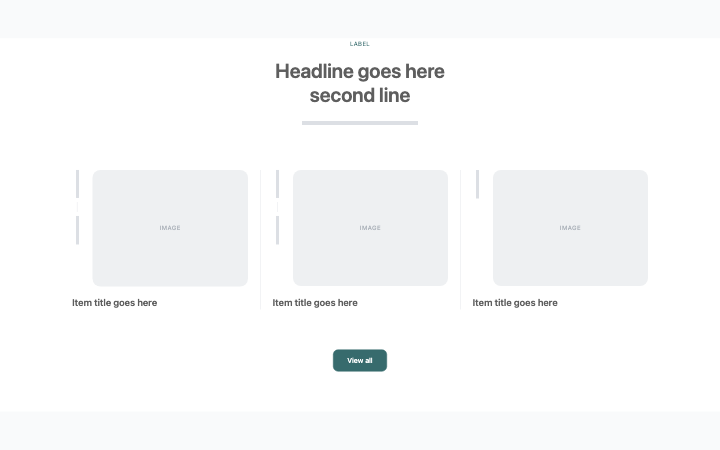 LABEL
Headline goes here
second line
IMAGE
IMAGE
IMAGE
Item title goes here
Item title goes here
Item title goes here
View all